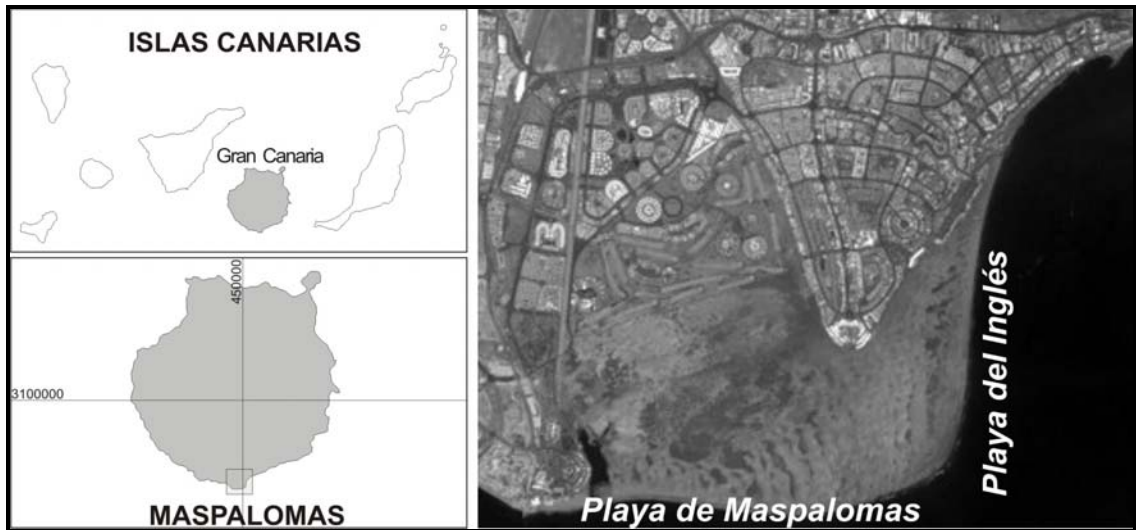 ISLAS CANARIAS
Gran Canaria
450000
3100000
MASPALOMAS
Playa del Inglés
Playa de Maspalomas